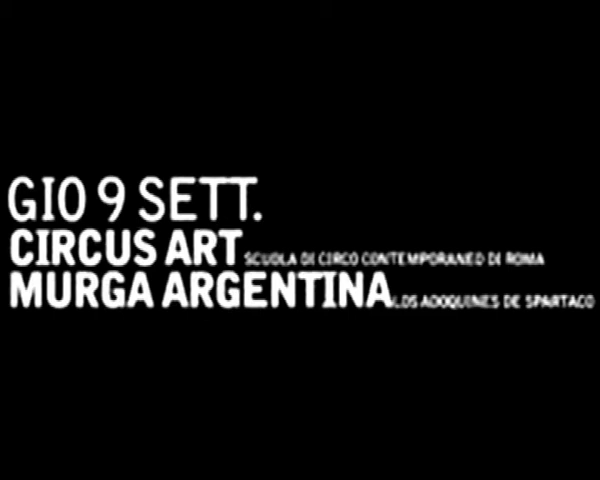 GIO 9 SETT.
CIRCUS ART SCUOLA DI CIRCO CONTEMPORANEO DI ROMA
MURGA ARGENTINA LOS ADOQUINES DE SPARTACO